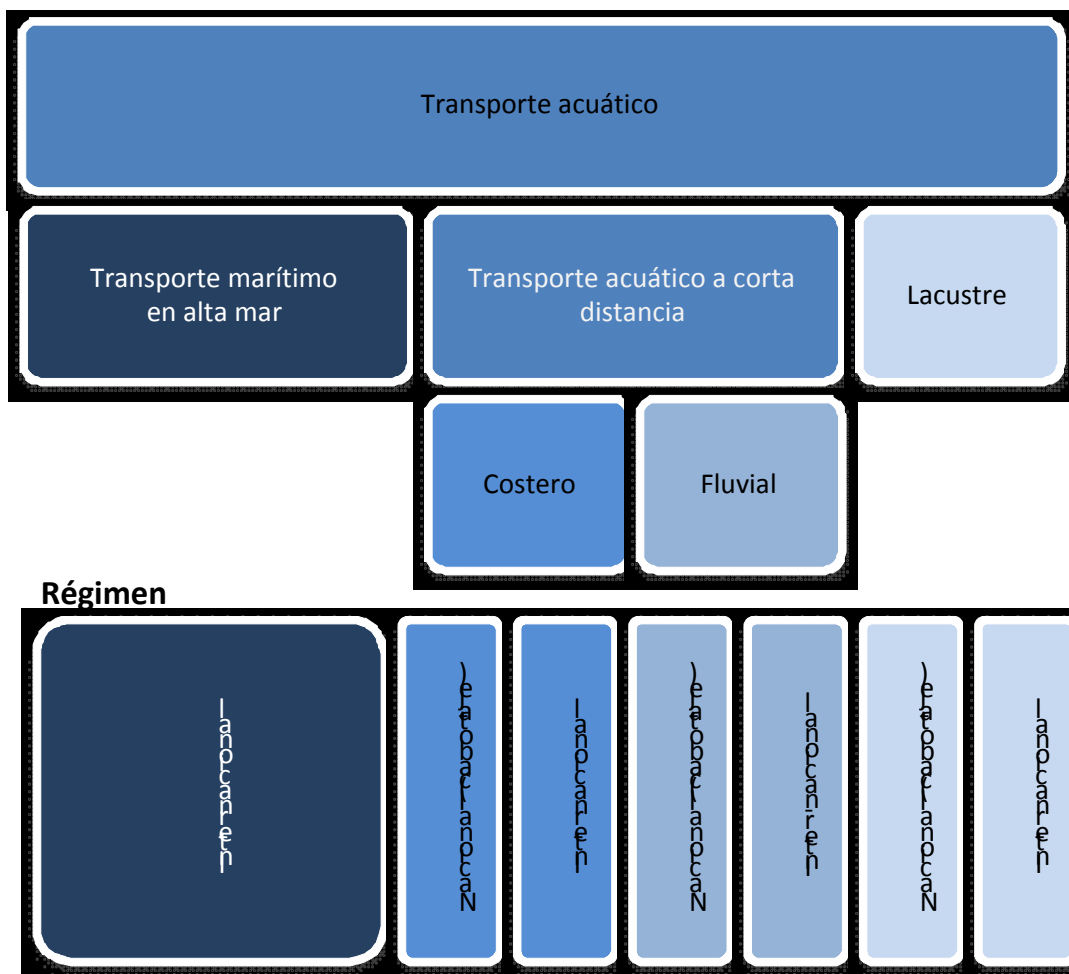 Transporte acuático
Transporte marítimo
en alta mar
Transporte acuático a corta
distancia
Lacustre
Costero
Fluvial
Régimen
Internacional
Nacional (Cabotaje)
Internacional
Nacional (Cabotaje)
Internacional
Nacional (Cabotaje)
Internacional